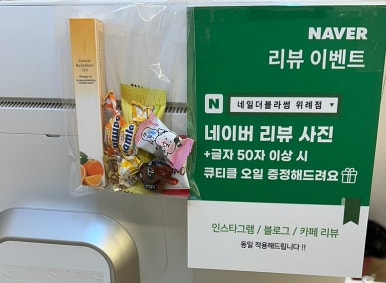 NAVER
리뷰 이벤트
N 네일더블라썸 위례점 ▼
네이버 리뷰 사진
+글자 50자 이상 시
큐티클 오일 증정해드려요
인스타그램 / 블로그 / 카페 리뷰
동일 적용해드립니다 !!